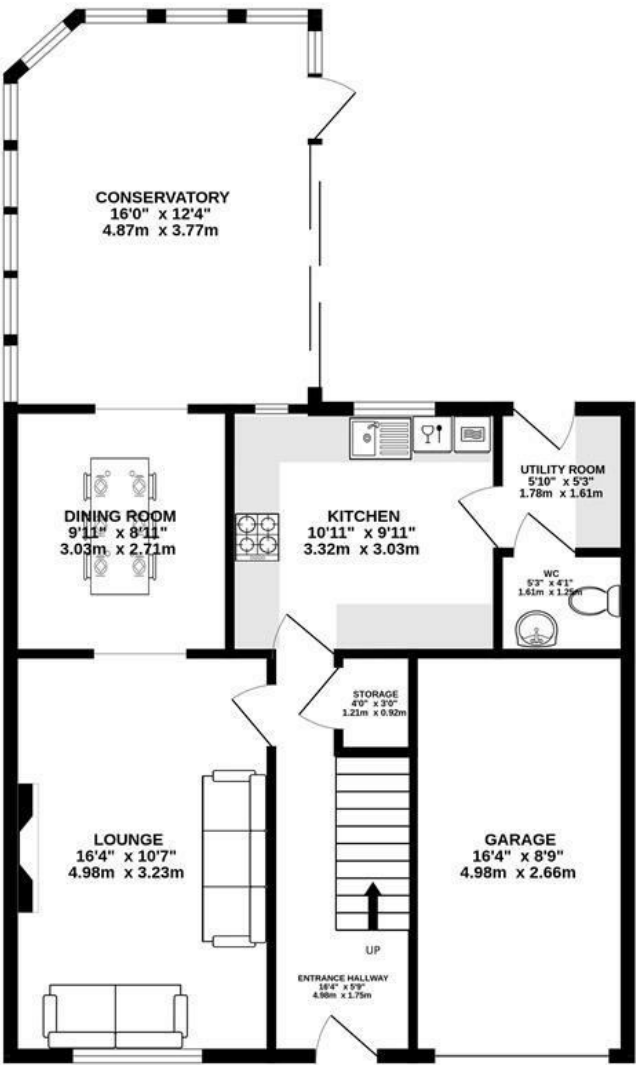 CONSERVATORY
16'0" x 12'4"
4.87m x 3.77m
DINING ROOM
9'11" x 8'11"
3.03m x 2.71m
KITCHEN
10'11" x 9'11"
3.32m x 3.03m
UTILITY ROOM
5'10" x 5'3"
1.78m x 1.61m
WC
5'3" x 4'1"
1.61m x 1.25m
STORAGE
4'0" x 3'0"
1.21m x 0.92m
LOUNGE
16'4" x 10'7"
4.98m x 3.23m
GARAGE
16'4" x 8'9"
4.98m x 2.66m
UP
ENTRANCE HALLWAY
16'4" x 5'9"
4.98m x 1.75m